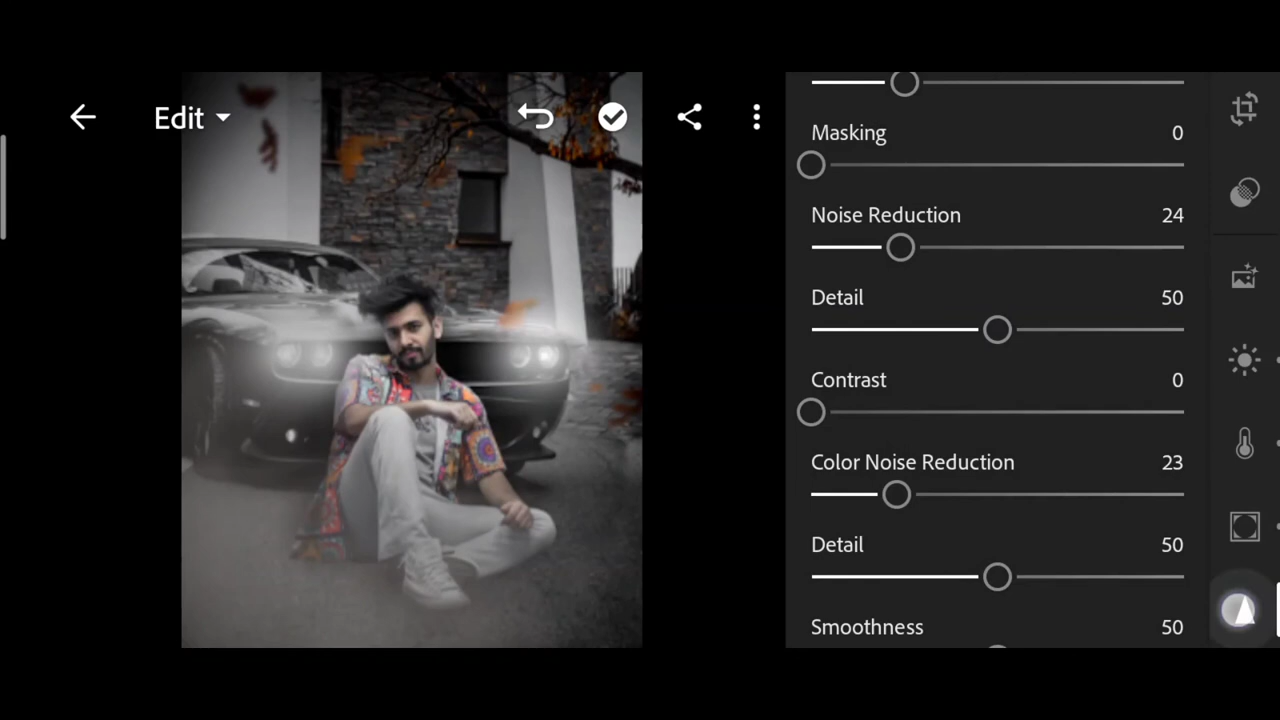 Edit
Masking 0
Noise Reduction 24
Detail 50
Contrast 0
Color Noise Reduction 23
Detail 50
Smoothness 50